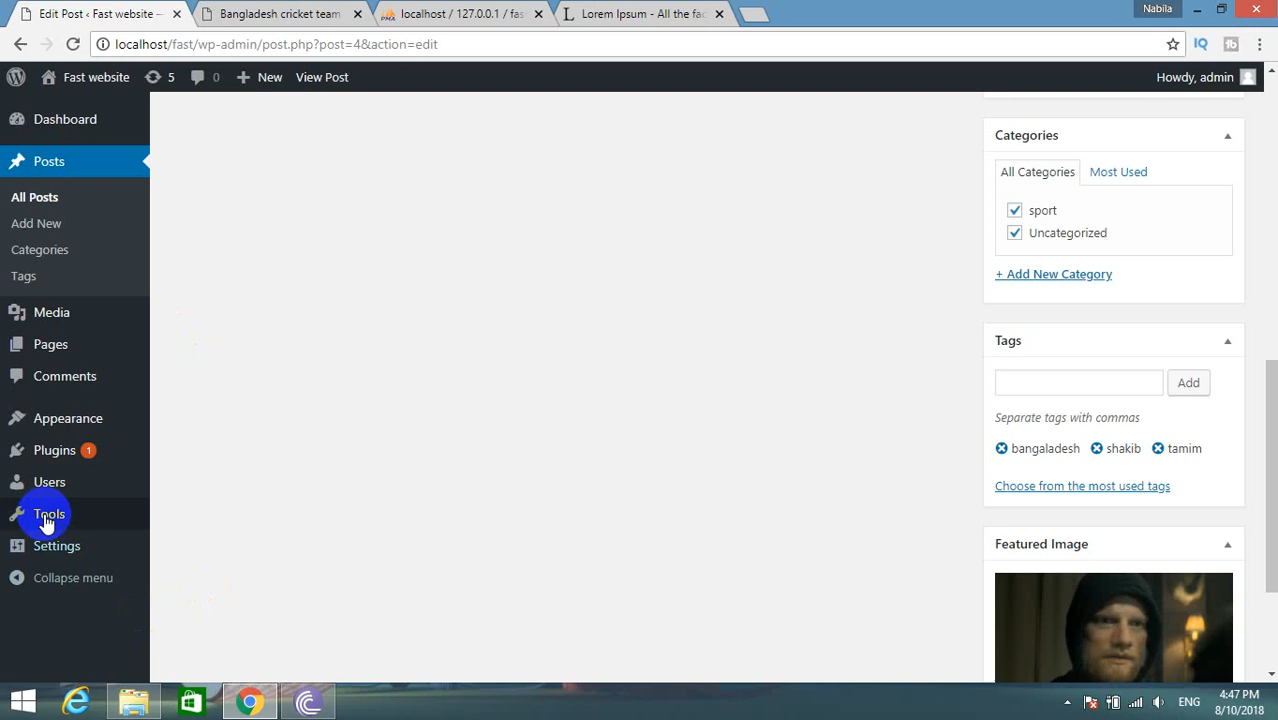 Edit Post ‹ Fast website —
Bangladesh cricket team
localhost / 127.0.0.1 / fas
Lorem Ipsum - All the fac
Nabila
localhost/fast/wp-admin/post.php?post=4&action=edit
Fast website
5
0
New
View Post
Howdy, admin
Dashboard
Posts
All Posts
Add New
Categories
Tags
Media
Pages
Comments
Appearance
Plugins 1
Users
Tools
Settings
Collapse menu
Categories
All Categories
Most Used
sport
Uncategorized
+ Add New Category
Tags
Add
Separate tags with commas
bangaladesh
shakib
tamim
Choose from the most used tags
Featured Image
ENG
4:47 PM
8/10/2018